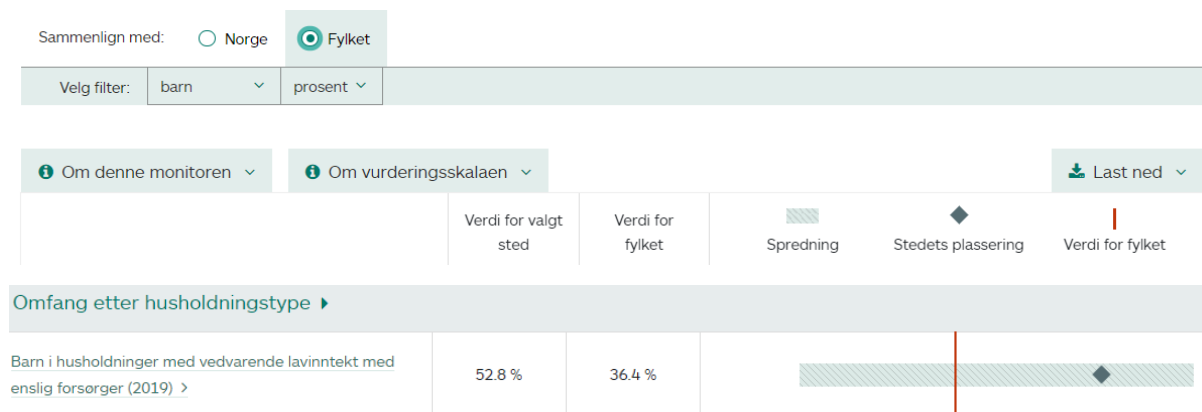 Sammenlign med: Norge Fylket
Velg filter: barn prosent
Om denne monitoren Om vurderingsskalaen Last ned
Verdi for valgt sted Verdi for fylket Spredning Stedets plassering Verdi for fylket
Omfang etter husholdningstype
Barn i husholdninger med vedvarende lavinntekt med
enslig forsørger (2019) > 52.8 % 36.4 %